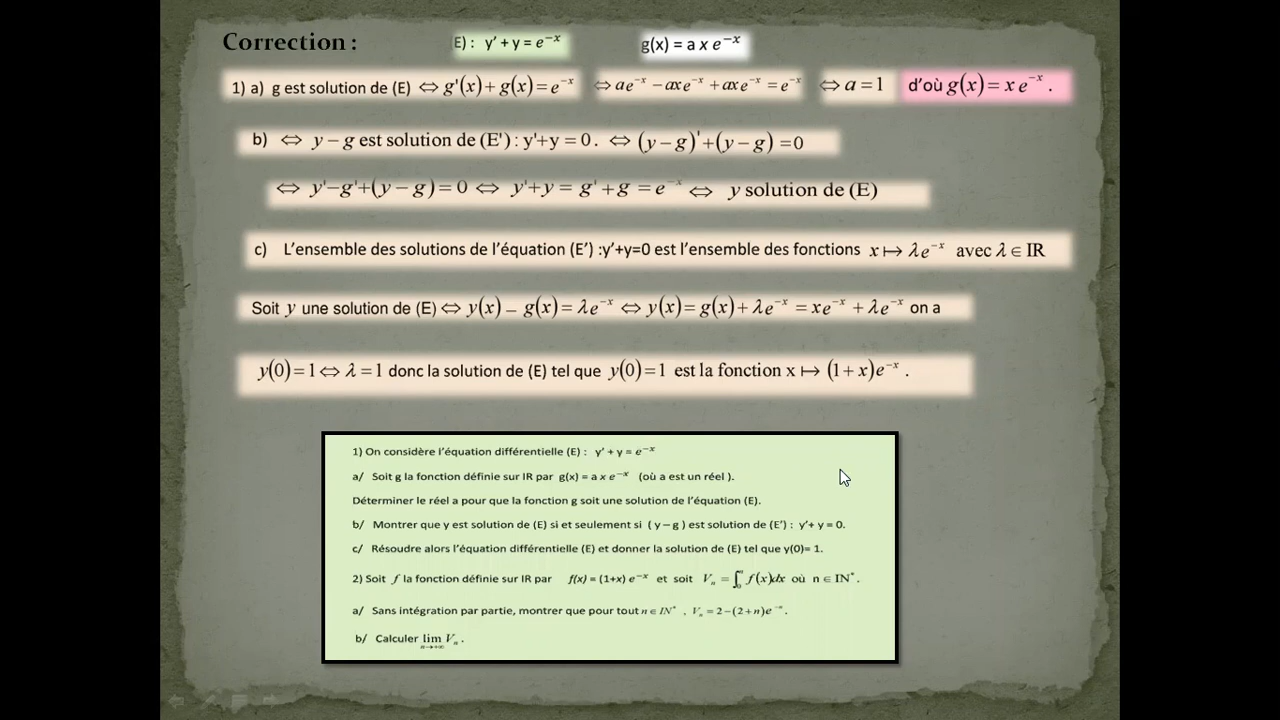 Correction :
E) : y' + y = e^{-x}
g(x) = a x e^{-x}
1) a) g est solution de (E) ⇔ g'(x) + g(x) = e^{-x} ⇔ ae^{-x} − axe^{-x} + axe^{-x} = e^{-x} ⇔ a = 1 d'où g(x) = x e^{-x} .
b) ⇔ y − g est solution de (E') : y'+y = 0. ⇔ (y − g)' + (y − g) = 0
⇔ y'−g'+(y − g) = 0 ⇔ y'+y = g' + g = e^{-x} ⇔ y solution de (E)
c) L'ensemble des solutions de l'équation (E') :y'+y=0 est l'ensemble des fonctions x ↦ λe^{-x} avec λ ∈ IR
Soit y une solution de (E) ⇔ y(x) − g(x) = λe^{-x} ⇔ y(x) = g(x) + λe^{-x} = xe^{-x} + λe^{-x} on a
y(0) = 1 ⇔ λ = 1 donc la solution de (E) tel que y(0) = 1 est la fonction x ↦ (1 + x)e^{-x} .
1) On considère l'équation différentielle (E) : y' + y = e^{-x}
a/ Soit g la fonction définie sur IR par g(x) = a x e^{-x} (où a est un réel ).
Déterminer le réel a pour que la fonction g soit une solution de l'équation (E).
b/ Montrer que y est solution de (E) si et seulement si ( y – g ) est solution de (E') : y'+ y = 0.
c/ Résoudre alors l'équation différentielle (E) et donner la solution de (E) tel que y(0)= 1.
2) Soit f la fonction définie sur IR par f(x) = (1+x) e^{-x} et soit V_n = ∫_0^n f(x)dx où n ∈ IN* .
a/ Sans intégration par partie, montrer que pour tout n ∈ IN* , V_n = 2 − (2 + n)e^{-n} .
b/ Calculer lim_{n→+∞} V_n .